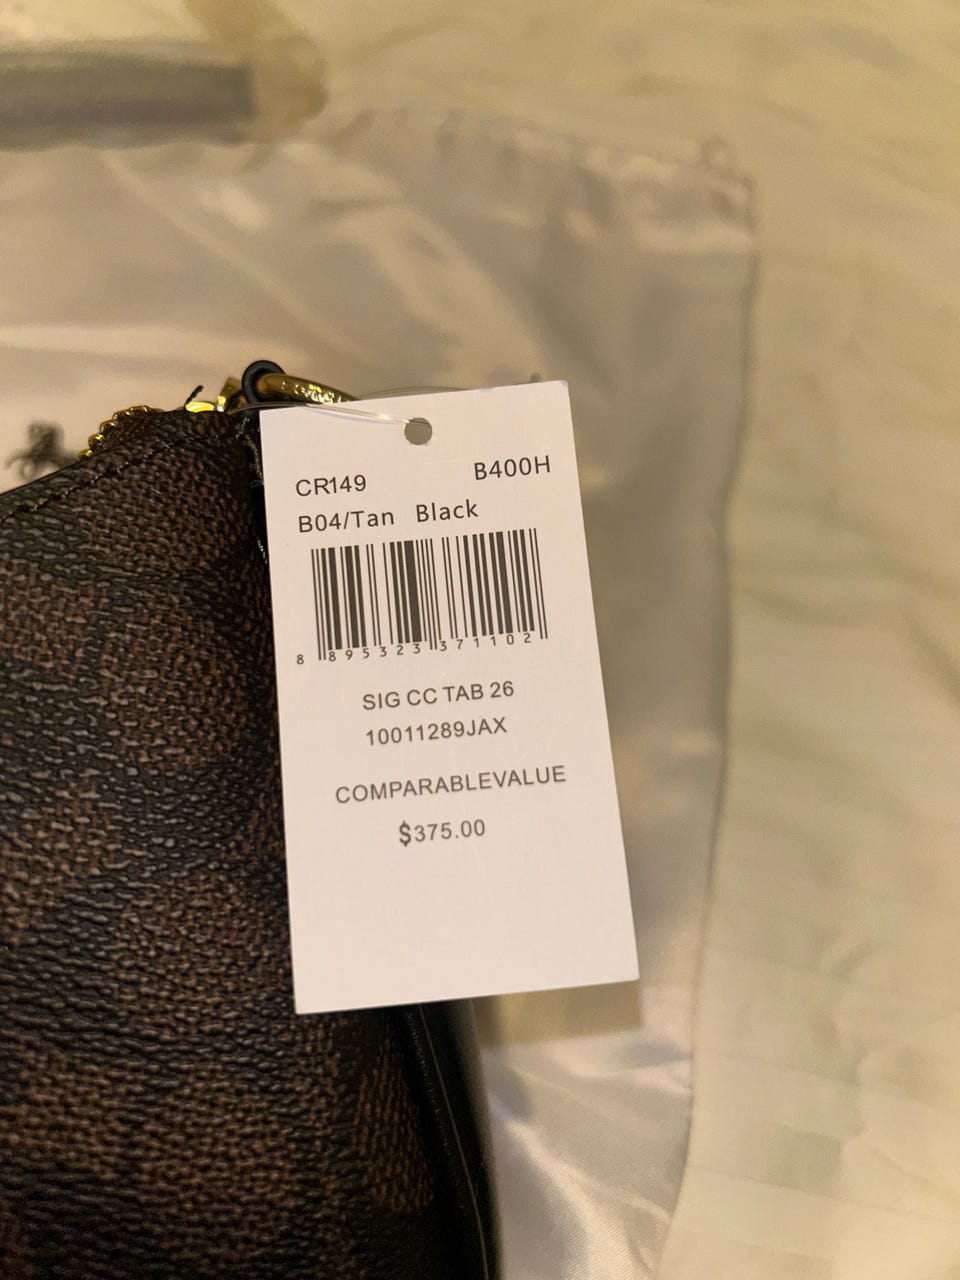 CR149 B400H
B04/Tan Black
8 895323 371102
SIG CC TAB 26
10011289JAX
COMPARABLEVALUE
$375.00